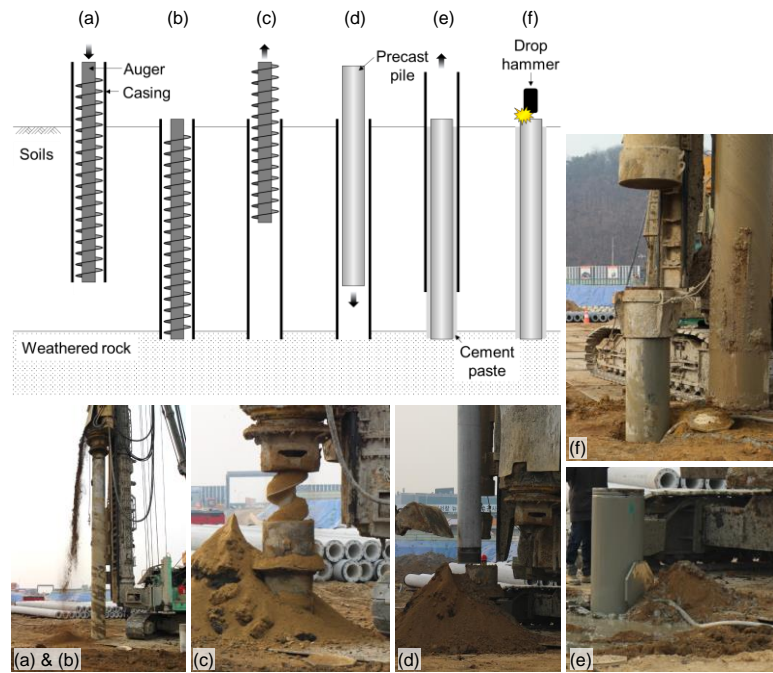 (a)
(b)
(c)
(d)
(e)
(f)
Auger
Casing
Precast
pile
Drop
hammer
Soils
Weathered rock
Cement
paste
(f)
(a) & (b)
(c)
(d)
(e)